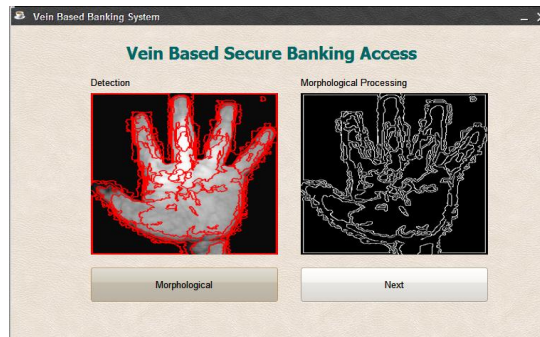 Vein Based Banking System
Vein Based Secure Banking Access
Detection
Morphological Processing
Morphological
Next